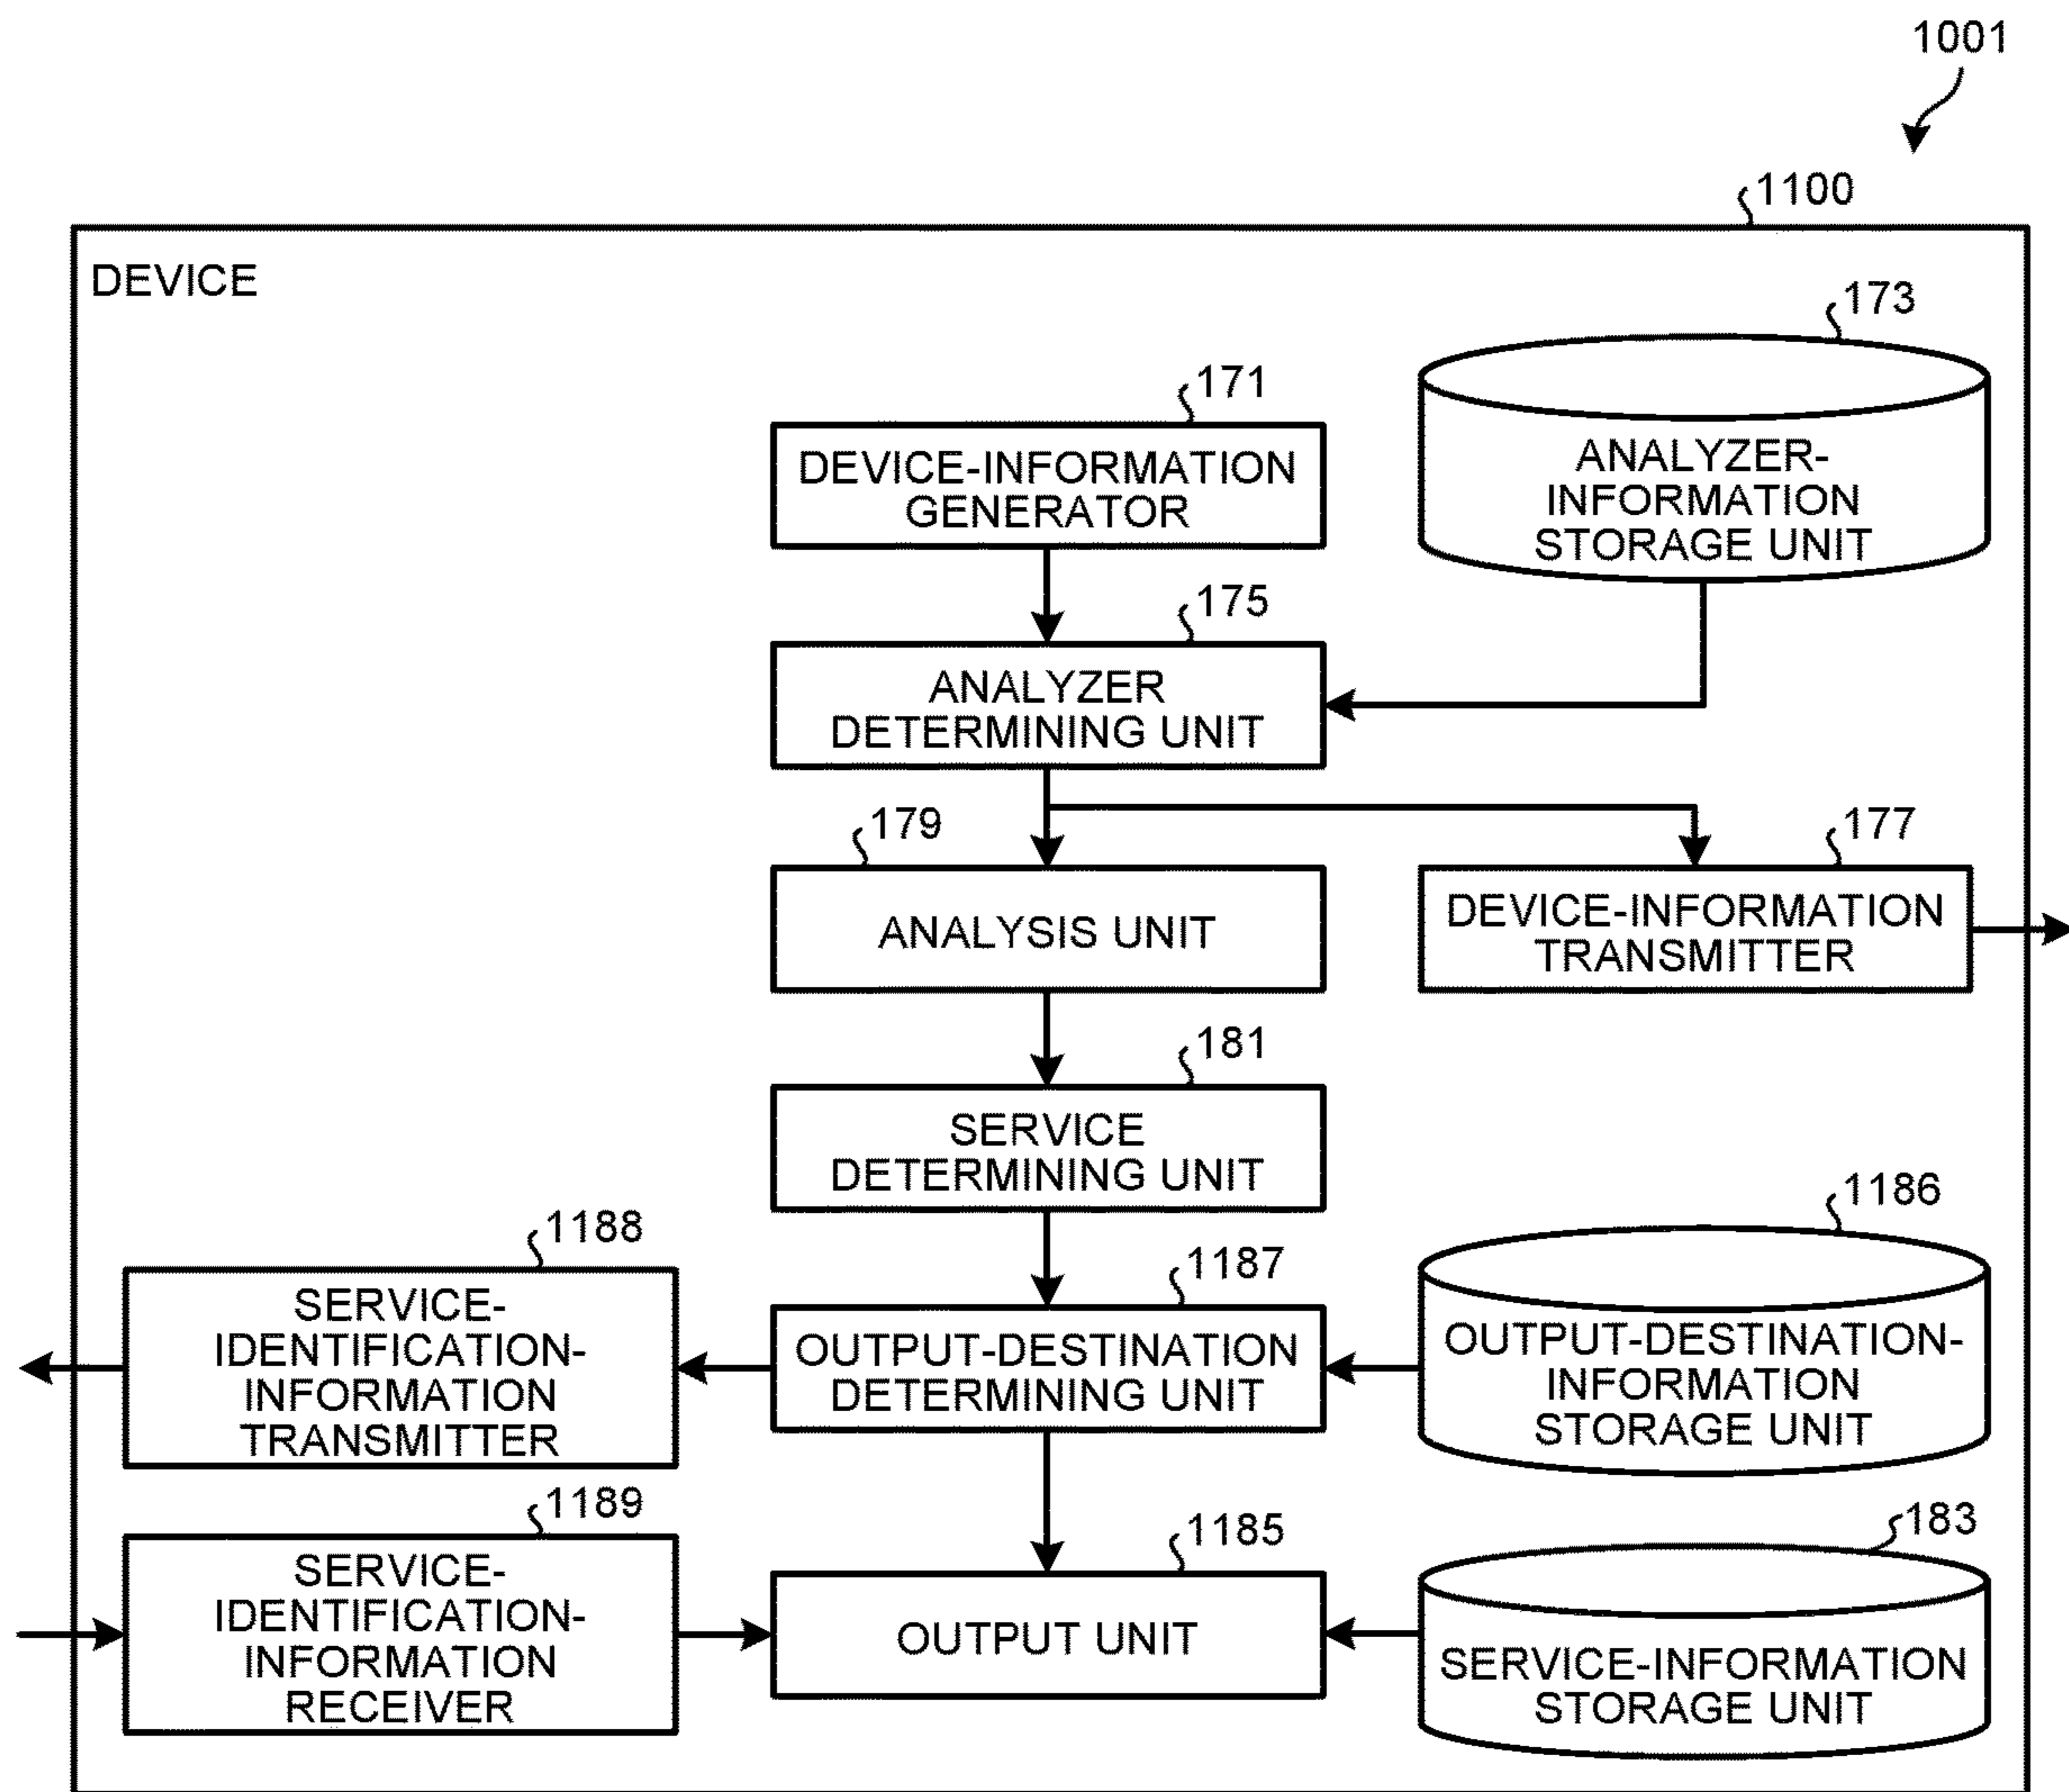 1001
1100
DEVICE
173
171
DEVICE-INFORMATION
GENERATOR
ANALYZER-
INFORMATION
STORAGE UNIT
175
ANALYZER
DETERMINING UNIT
179
177
ANALYSIS UNIT
DEVICE-INFORMATION
TRANSMITTER
181
SERVICE
DETERMINING UNIT
1186
1188
1187
SERVICE-
IDENTIFICATION-
INFORMATION
TRANSMITTER
OUTPUT-DESTINATION
DETERMINING UNIT
OUTPUT-DESTINATION-
INFORMATION
STORAGE UNIT
1189
1185
183
SERVICE-
IDENTIFICATION-
INFORMATION
RECEIVER
OUTPUT UNIT
SERVICE-INFORMATION
STORAGE UNIT